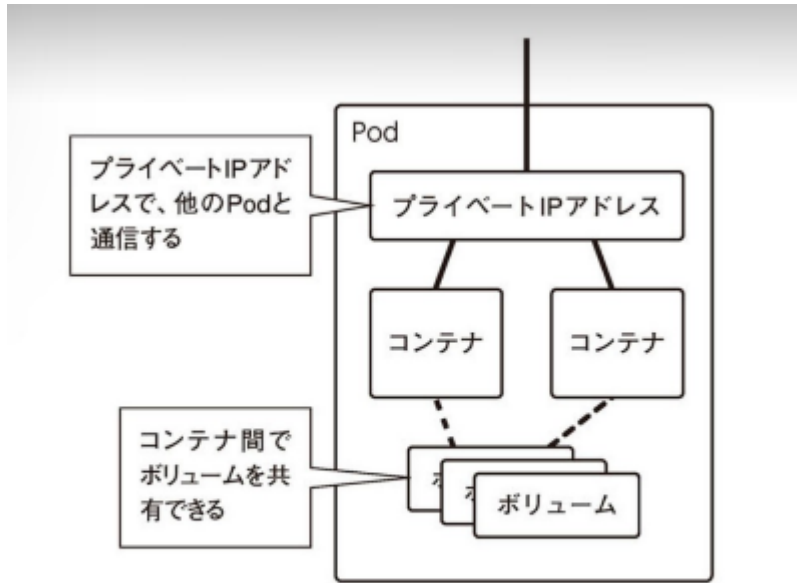 Pod
プライベートIPアド
レスで、他のPodと
通信する
プライベートIPアドレス
コンテナ
コンテナ
コンテナ間で
ボリュームを共
有できる
ボリューム